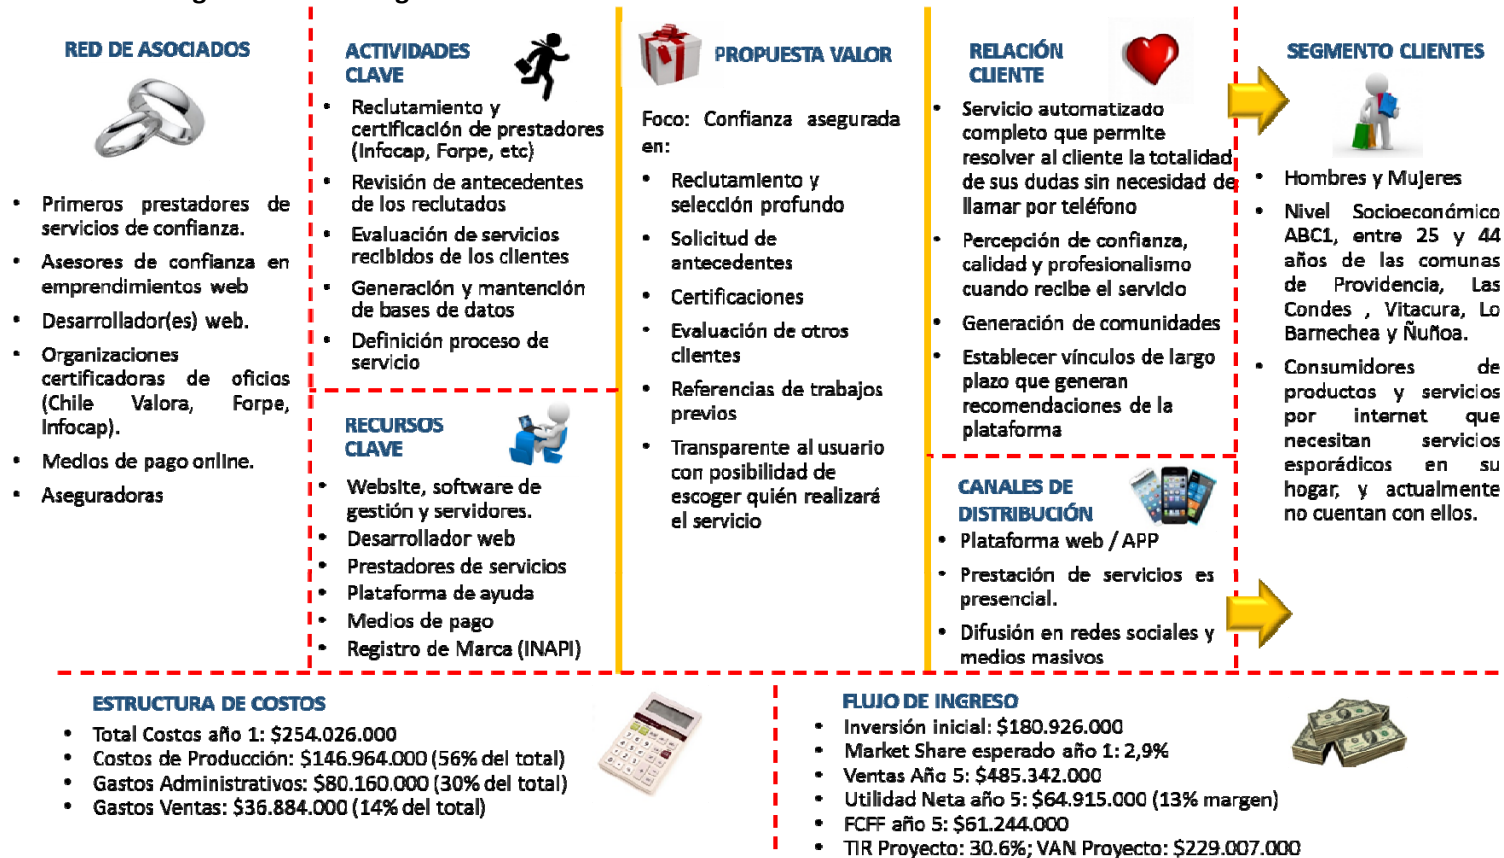 RED DE ASOCIADOS
• Primeros prestadores de
servicios de confianza.
• Asesores de confianza en
emprendimientos web
• Desarrollador(es) web.
• Organizaciones
certificadoras de oficios
(Chile Valora, Forpe,
Infocap).
• Medios de pago online.
• Aseguradoras
ACTIVIDADES
CLAVE
• Reclutamiento y
certificación de prestadores
(Infocap, Forpe, etc)
• Revisión de antecedentes
de los reclutados
• Evaluación de servicios
recibidos de los clientes
• Generación y mantención
de bases de datos
• Definición proceso de
servicio
RECURSOS
CLAVE
• Website, software de
gestión y servidores.
• Desarrollador web
• Prestadores de servicios
• Plataforma de ayuda
• Medios de pago
• Registro de Marca (INAPI)
PROPUESTA VALOR
Foco: Confianza asegurada
en:
• Reclutamiento y
selección profundo
• Solicitud de
antecedentes
• Certificaciones
• Evaluación de otros
clientes
• Referencias de trabajos
previos
• Transparente al usuario
con posibilidad de
escoger quién realizará
el servicio
RELACIÓN
CLIENTE
• Servicio automatizado
completo que permite
resolver al cliente la totalidad
de sus dudas sin necesidad de
llamar por teléfono
• Percepción de confianza,
calidad y profesionalismo
cuando recibe el servicio
• Generación de comunidades
• Establecer vínculos de largo
plazo que generan
recomendaciones de la
plataforma
CANALES DE
DISTRIBUCIÓN
• Plataforma web / APP
• Prestación de servicios es
presencial.
• Difusión en redes sociales y
medios masivos
SEGMENTO CLIENTES
• Hombres y Mujeres
• Nivel Socioeconómico
ABC1, entre 25 y 44
años de las comunas
de Providencia, Las
Condes , Vitacura, Lo
Barnechea y Ñuñoa.
• Consumidores de
productos y servicios
por internet que
necesitan servicios
esporádicos en su
hogar, y actualmente
no cuentan con ellos.
ESTRUCTURA DE COSTOS
• Total Costos año 1: $254.026.000
• Costos de Producción: $146.964.000 (56% del total)
• Gastos Administrativos: $80.160.000 (30% del total)
• Gastos Ventas: $36.884.000 (14% del total)
FLUJO DE INGRESO
• Inversión inicial: $180.926.000
• Market Share esperado año 1: 2,9%
• Ventas Año 5: $485.342.000
• Utilidad Neta año 5: $64.915.000 (13% margen)
• FCFF año 5: $61.244.000
• TIR Proyecto: 30.6%; VAN Proyecto: $229.007.000